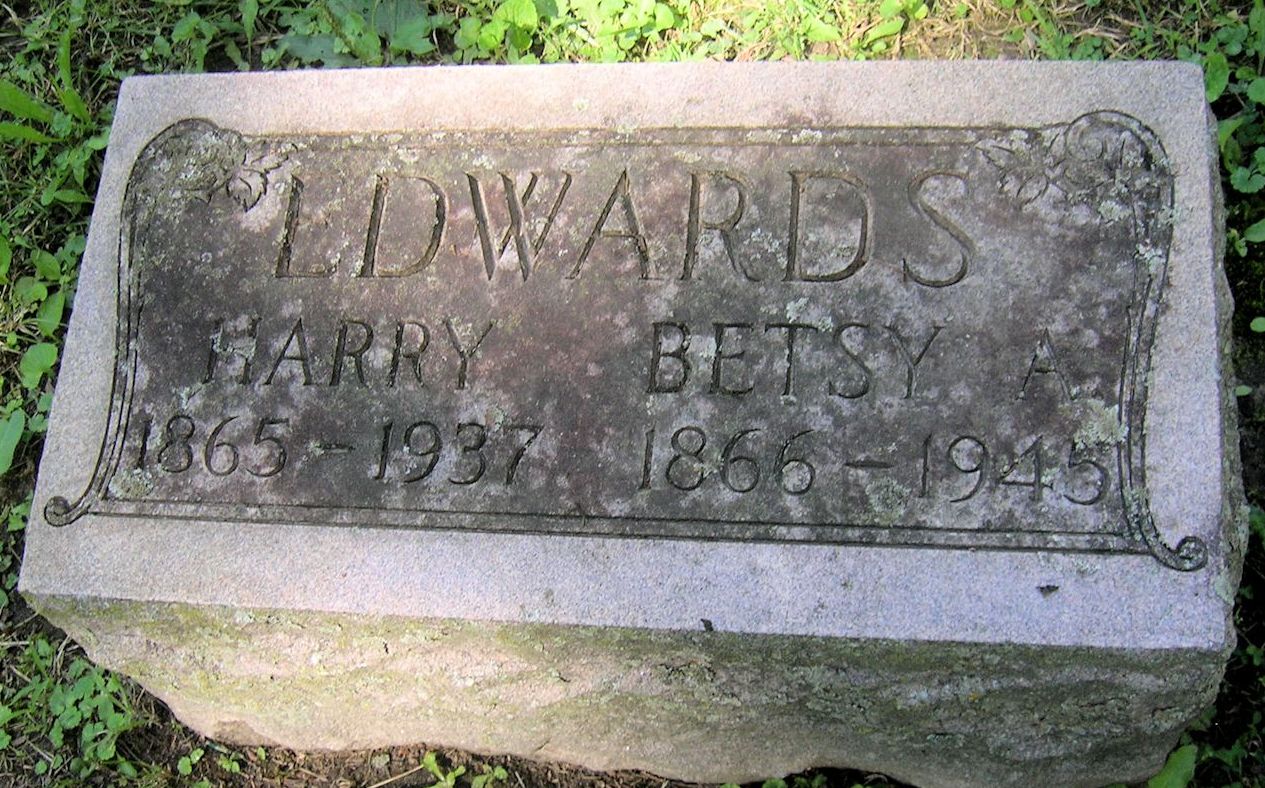 EDWARDS
HARRY BETSY A.
1865 - 1937 1866 - 1945